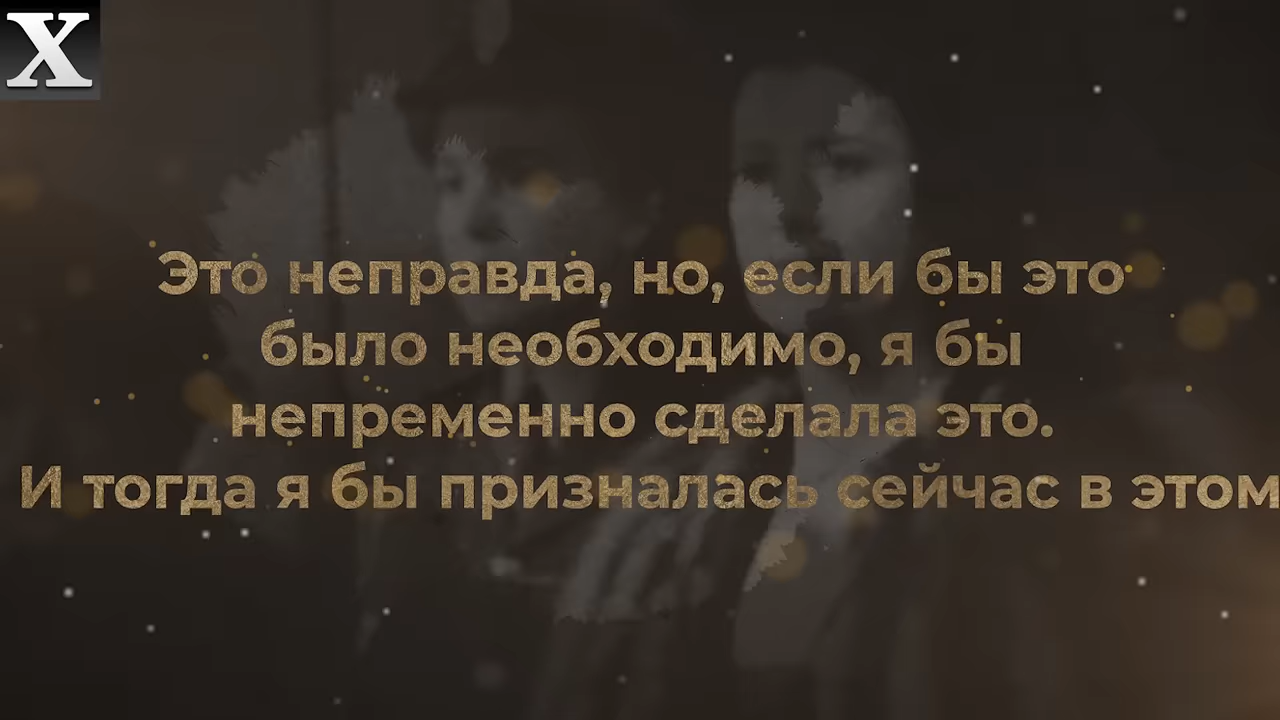 X
Это неправда, но, если бы это
было необходимо, я бы
непременно сделала это.
И тогда я бы призналась сейчас в этом